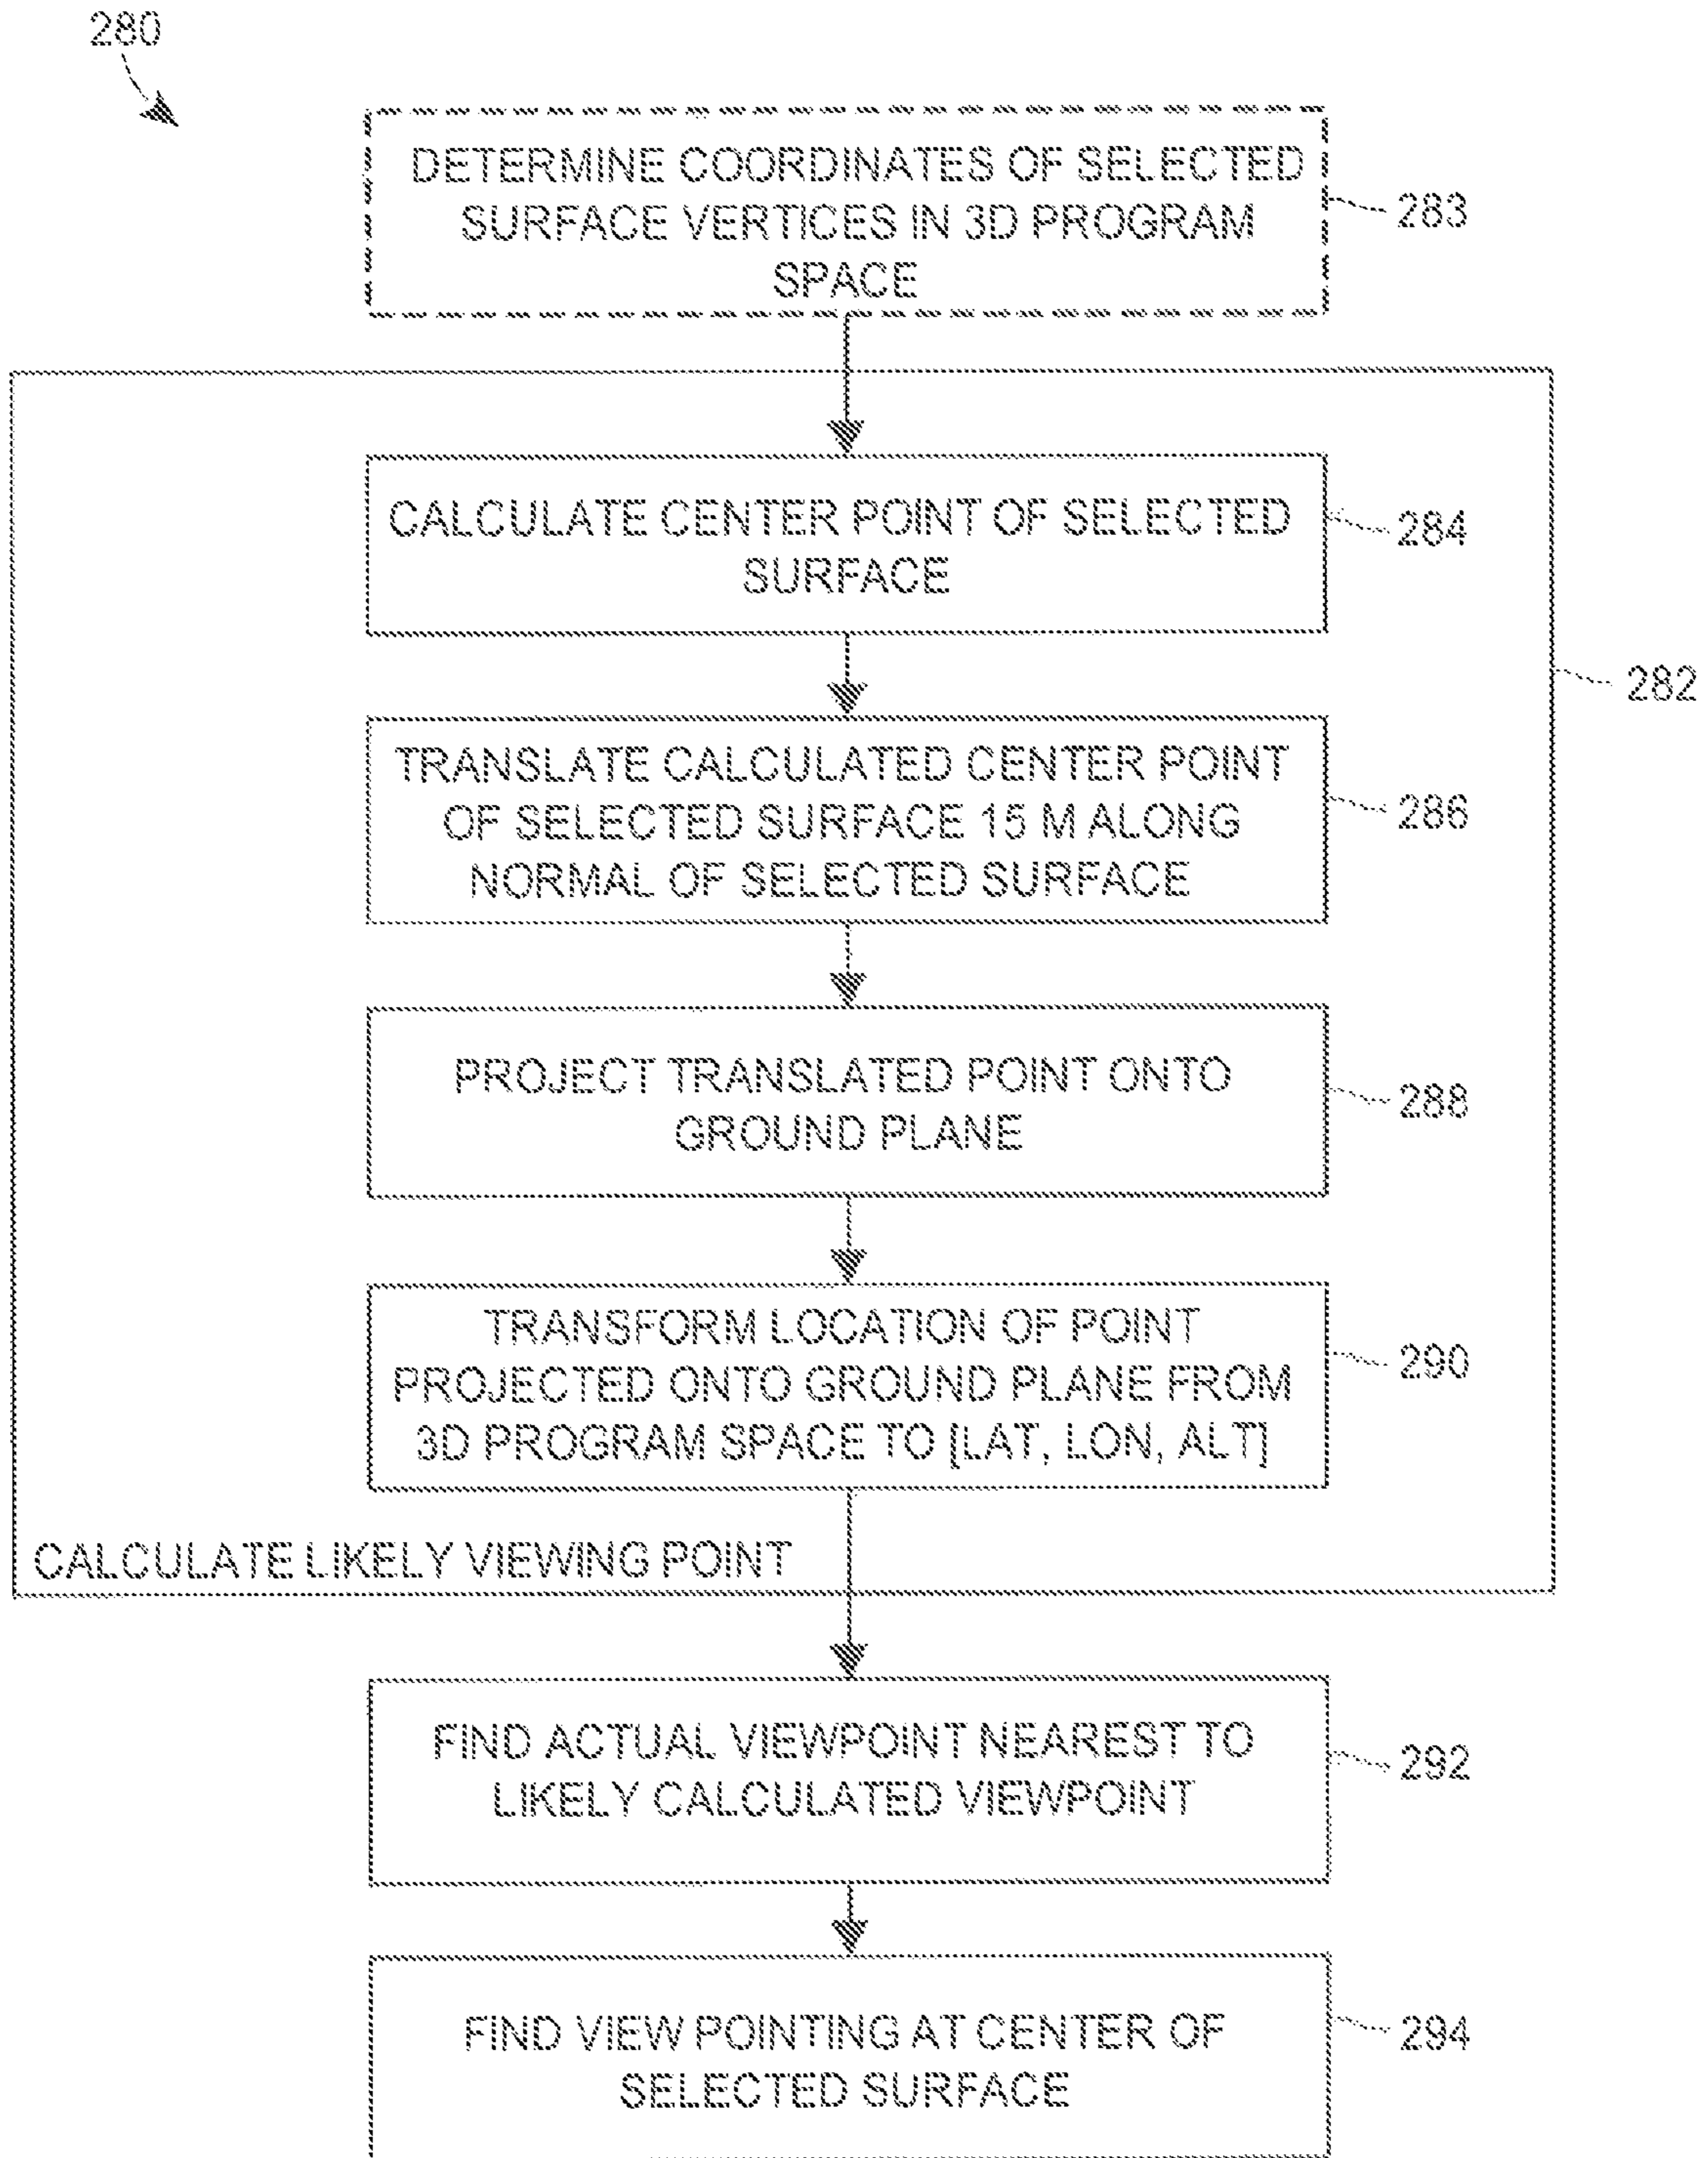 280
DETERMINE COORDINATES OF SELECTED
SURFACE VERTICES IN 3D PROGRAM
SPACE
283
CALCULATE CENTER POINT OF SELECTED
SURFACE
284
282
TRANSLATE CALCULATED CENTER POINT
OF SELECTED SURFACE 15 M ALONG
NORMAL OF SELECTED SURFACE
286
PROJECT TRANSLATED POINT ONTO
GROUND PLANE
288
TRANSFORM LOCATION OF POINT
PROJECTED ONTO GROUND PLANE FROM
3D PROGRAM SPACE TO [LAT, LON, ALT]
290
CALCULATE LIKELY VIEWING POINT
FIND ACTUAL VIEWPOINT NEAREST TO
LIKELY CALCULATED VIEWPOINT
292
FIND VIEW POINTING AT CENTER OF
SELECTED SURFACE
294